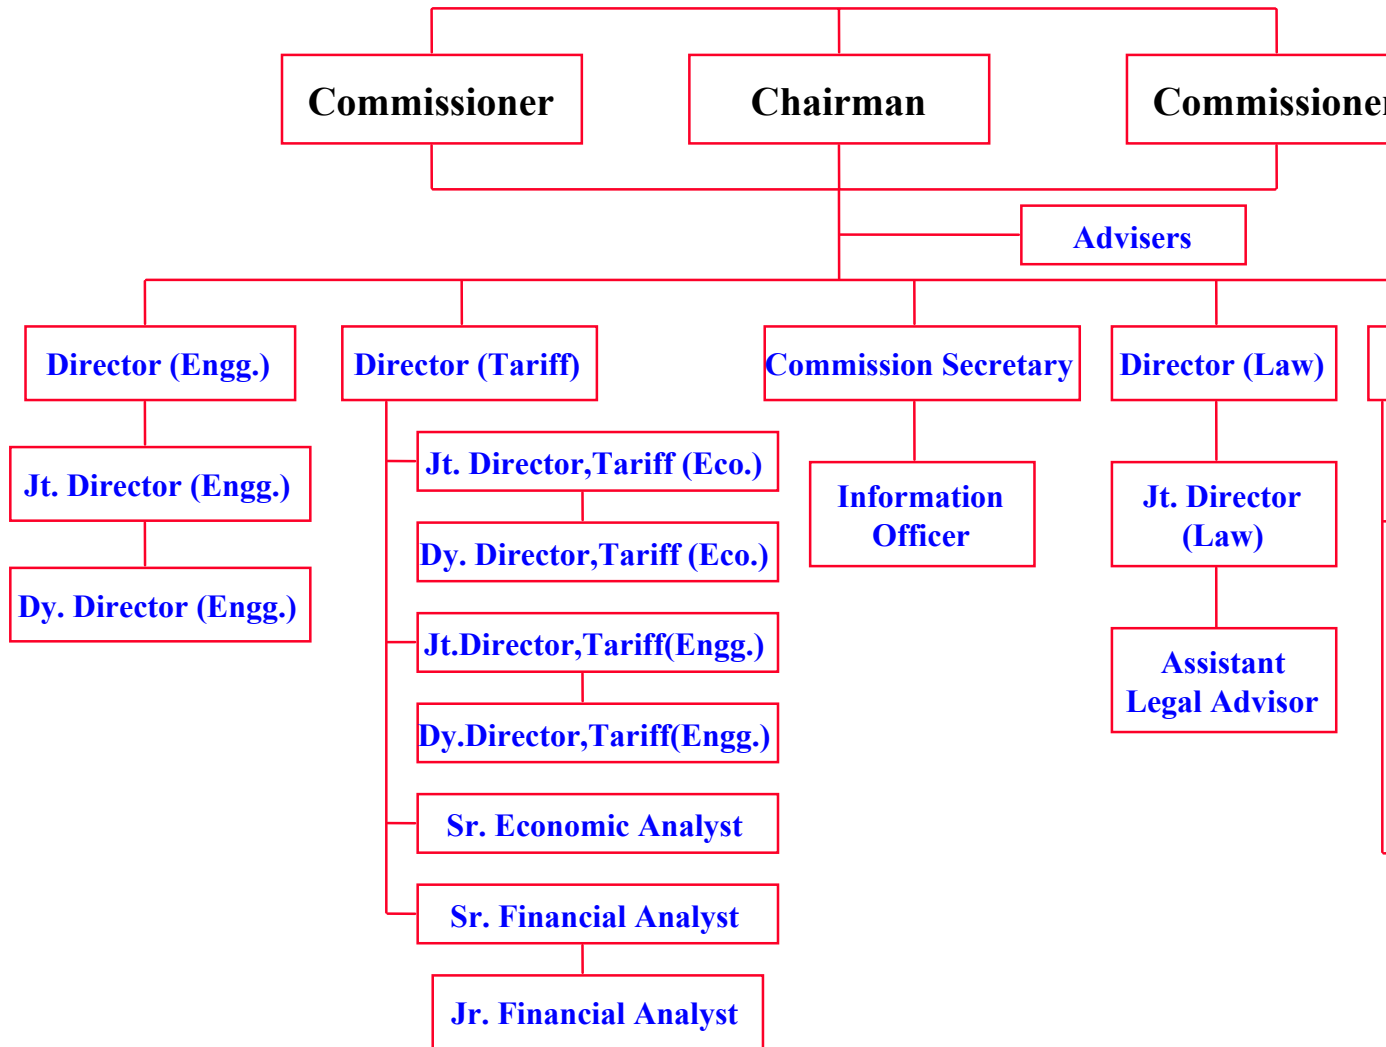 Commissioner
Chairman
Commissioner
Advisers
Director (Engg.)
Director (Tariff)
Commission Secretary
Director (Law)
Jt. Director (Engg.)
Dy. Director (Engg.)
Jt. Director,Tariff (Eco.)
Dy. Director,Tariff (Eco.)
Jt.Director,Tariff(Engg.)
Dy.Director,Tariff(Engg.)
Sr. Economic Analyst
Sr. Financial Analyst
Jr. Financial Analyst
Information
Officer
Jt. Director
(Law)
Assistant
Legal Advisor